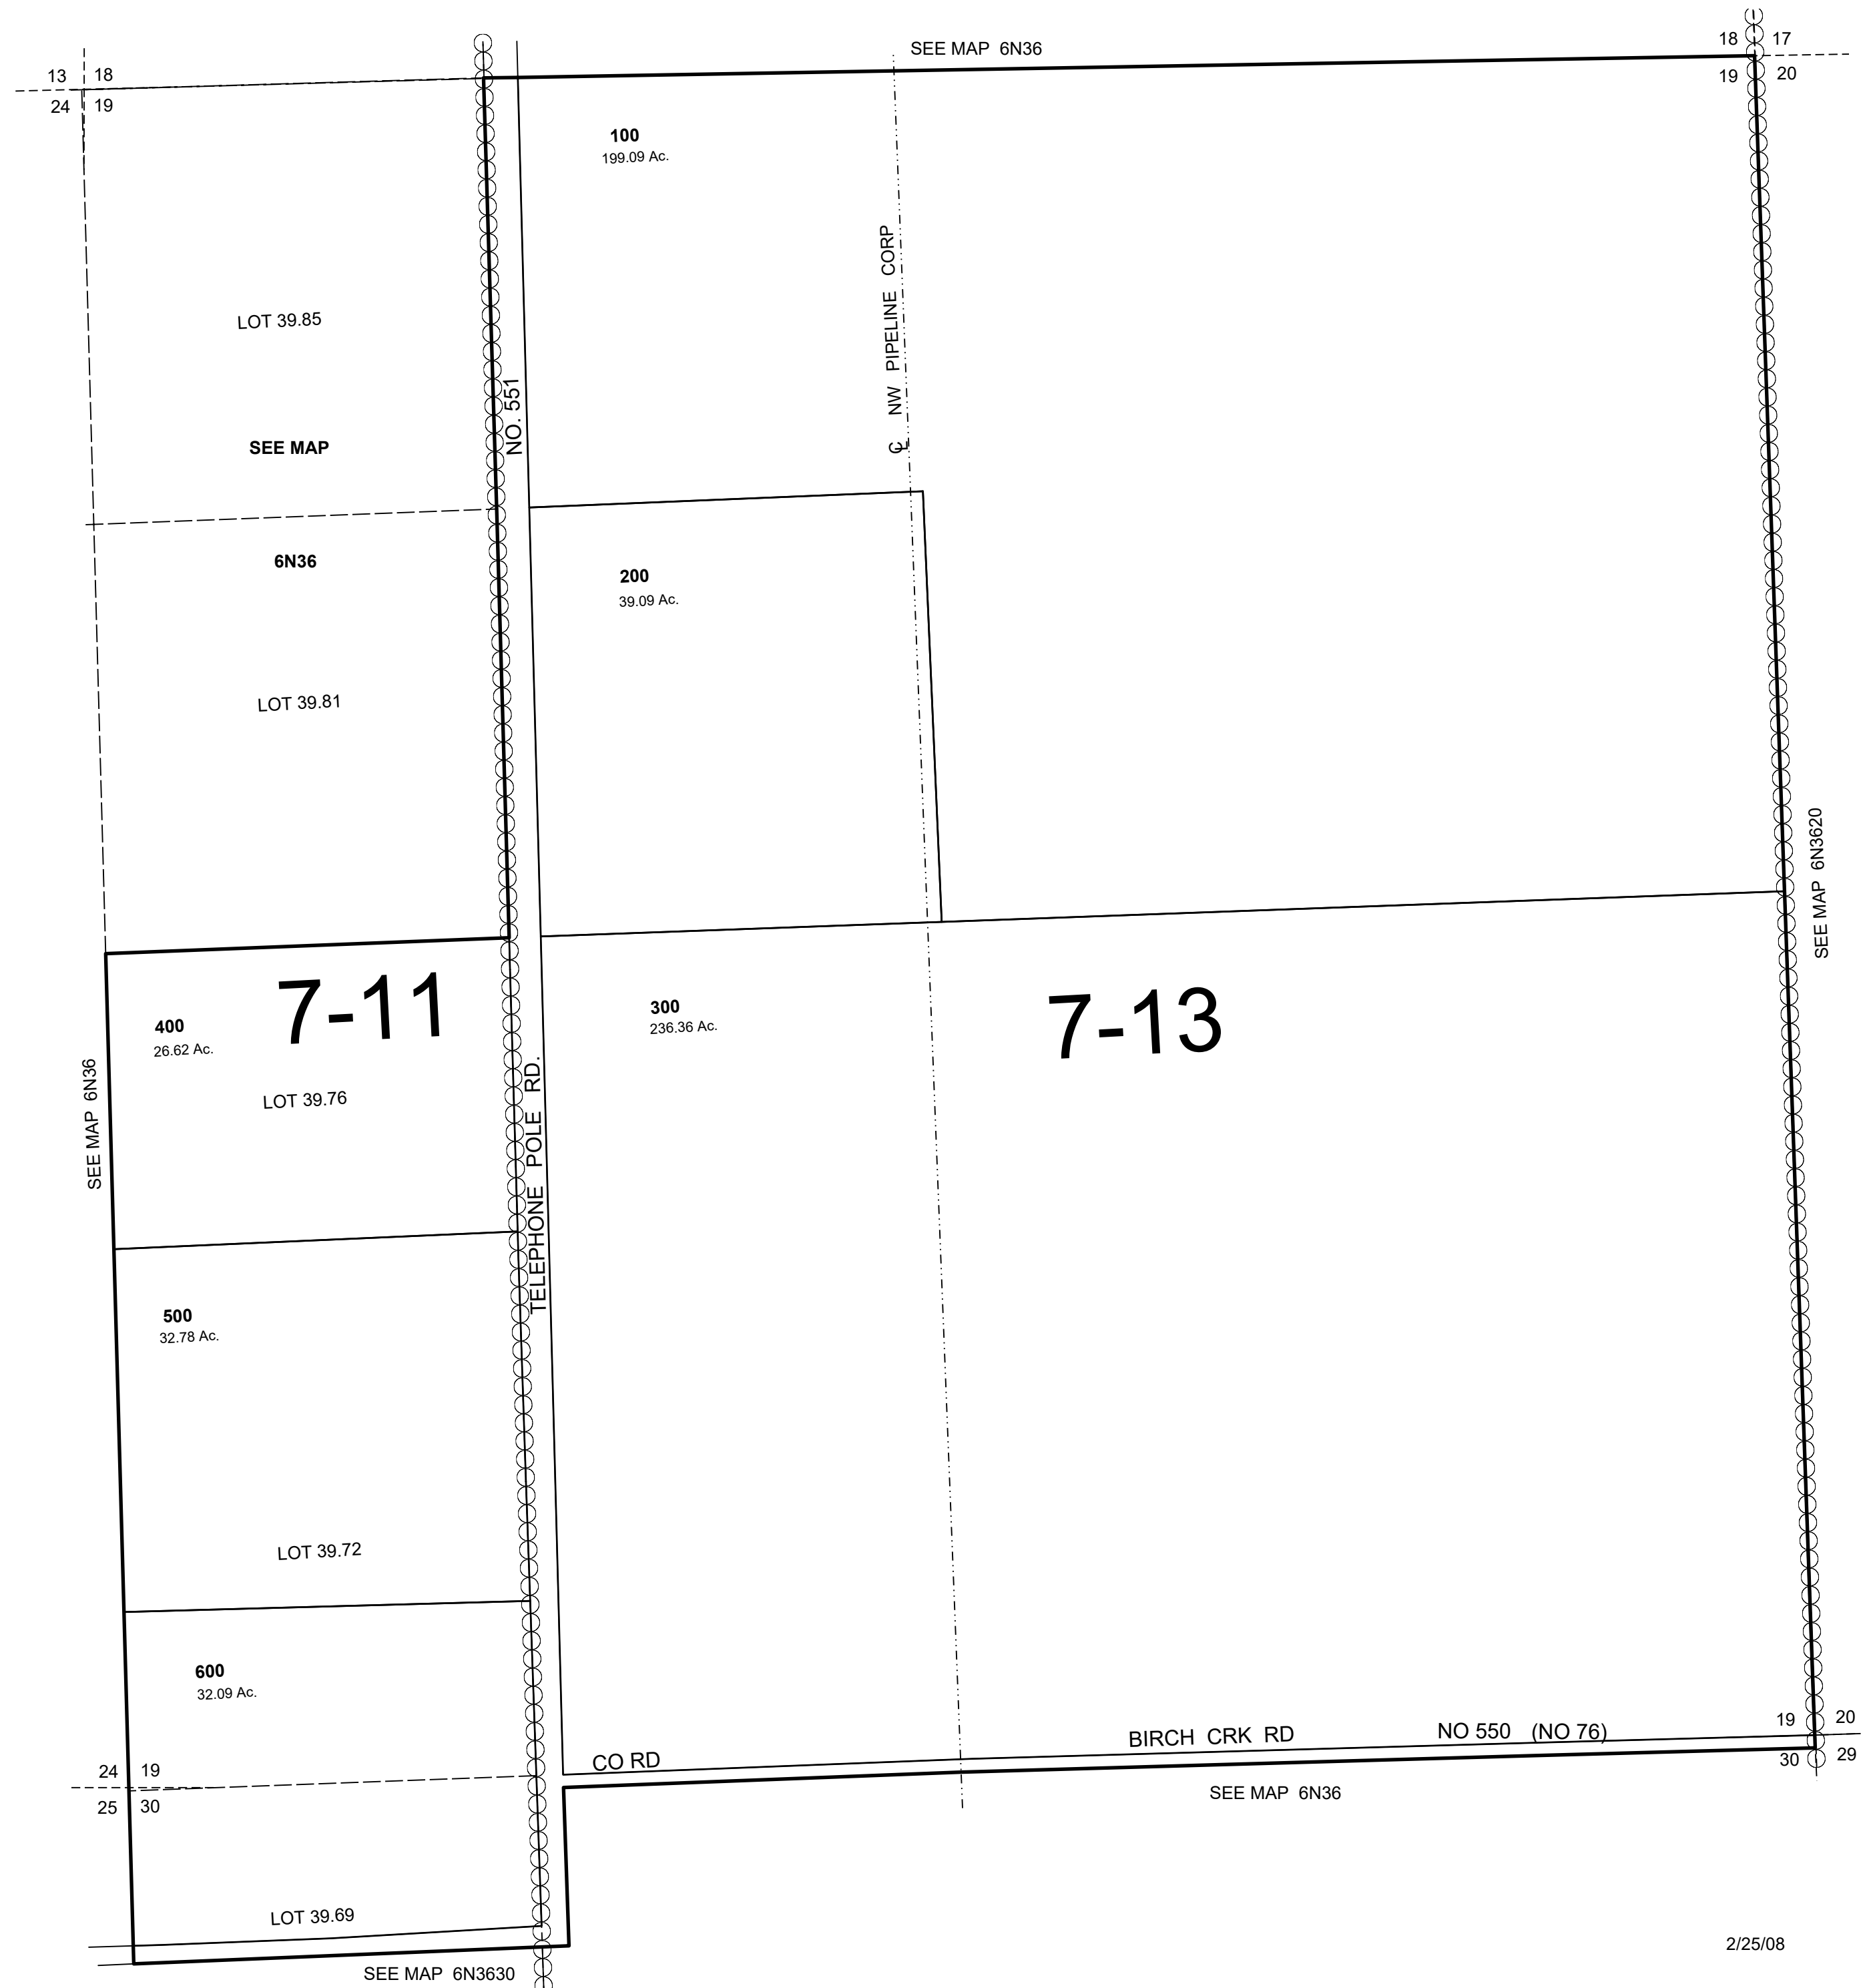 SEE MAP 6N36
13 18
24 19
18 17
19 20
100
199.09 Ac.
℄ NW PIPELINE CORP
LOT 39.85
NO. 551
SEE MAP
6N36
200
39.09 Ac.
LOT 39.81
SEE MAP 6N3620
7-11
7-13
400
26.62 Ac.
300
236.36 Ac.
SEE MAP 6N36
LOT 39.76
TELEPHONE POLE RD.
500
32.78 Ac.
LOT 39.72
600
32.09 Ac.
CO RD BIRCH CRK RD NO 550 (NO 76)
19 20
30 29
24 19
25 30
SEE MAP 6N36
LOT 39.69
2/25/08
SEE MAP 6N3630